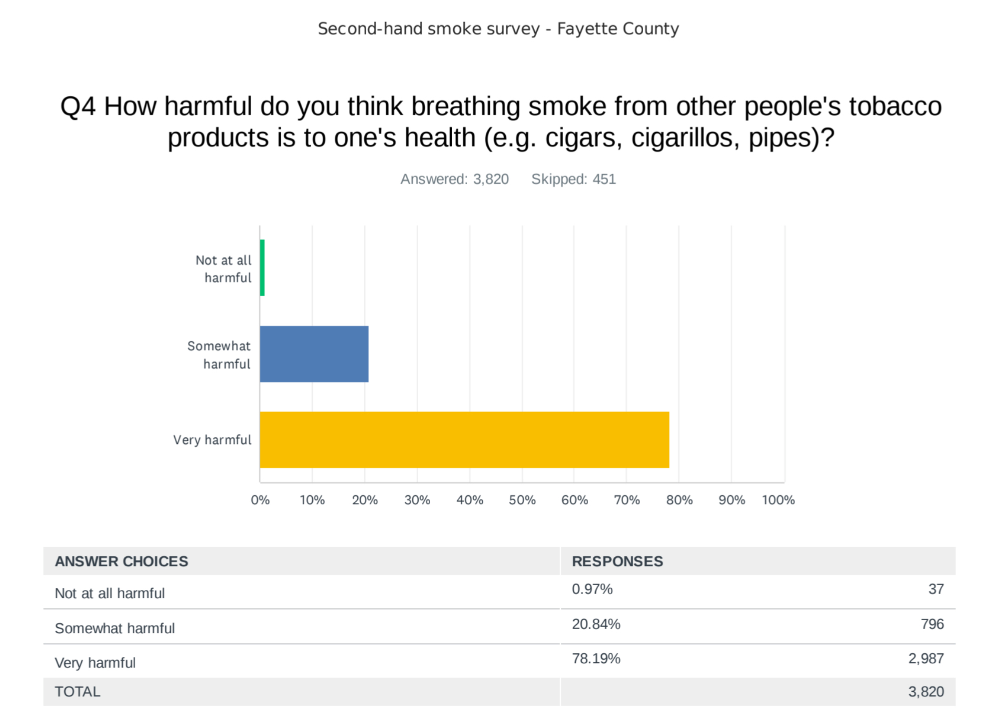 Second-hand smoke survey - Fayette County
Q4 How harmful do you think breathing smoke from other people's tobacco
products is to one's health (e.g. cigars, cigarillos, pipes)?
Answered: 3,820 Skipped: 451
Not at all
harmful
Somewhat
harmful
Very harmful
0% 10% 20% 30% 40% 50% 60% 70% 80% 90% 100%
ANSWER CHOICES RESPONSES
Not at all harmful 0.97% 37
Somewhat harmful 20.84% 796
Very harmful 78.19% 2,987
TOTAL 3,820